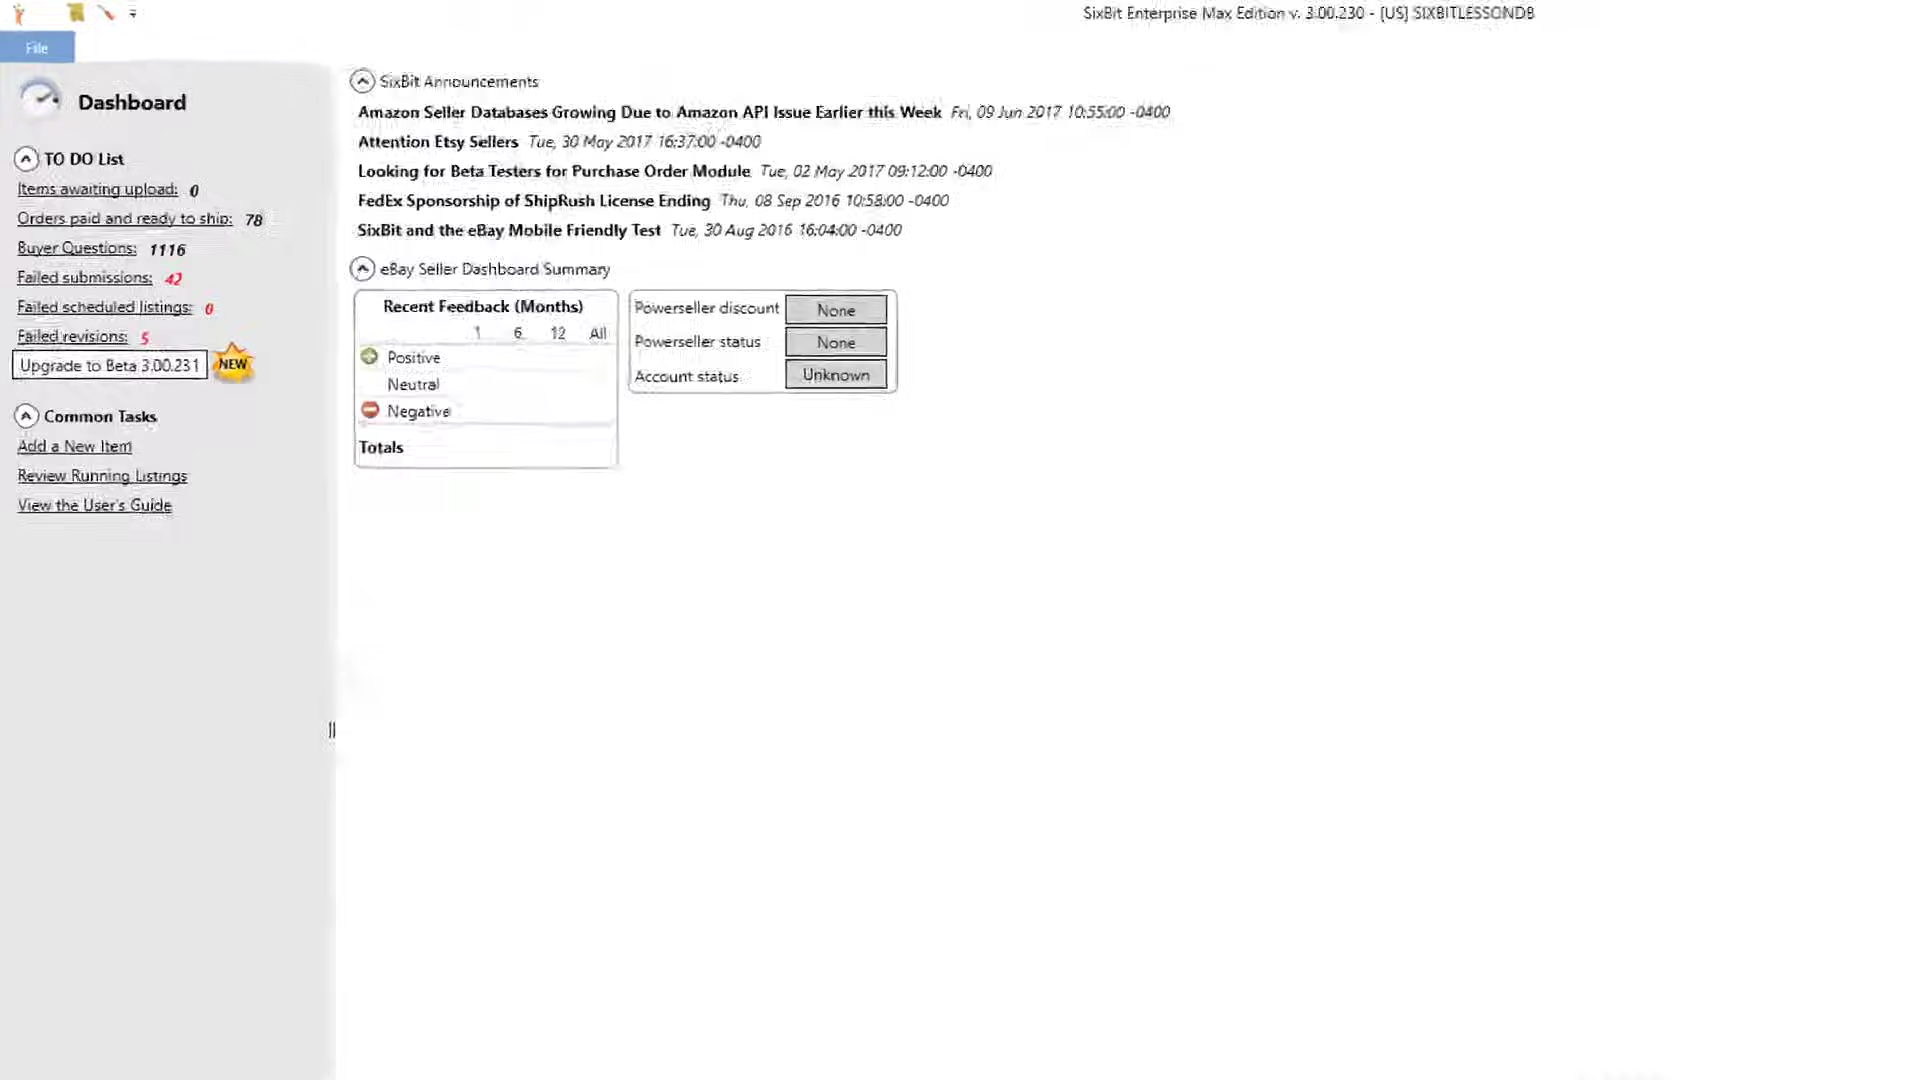 SixBit Enterprise Max Edition v. 3.00.230 - [US] SIXBITLESSONDB
File
Dashboard
TO DO List
Items awaiting upload: 0
Orders paid and ready to ship: 78
Buyer Questions: 1116
Failed submissions: 42
Failed scheduled listings: 0
Failed revisions: 5
Upgrade to Beta 3.00.231 NEW
Common Tasks
Add a New Item
Review Running Listings
View the User's Guide
SixBit Announcements
Amazon Seller Databases Growing Due to Amazon API Issue Earlier this Week Fri, 09 Jun 2017 10:55:00 -0400
Attention Etsy Sellers Tue, 30 May 2017 16:37:00 -0400
Looking for Beta Testers for Purchase Order Module Tue, 02 May 2017 09:12:00 -0400
FedEx Sponsorship of ShipRush License Ending Thu, 08 Sep 2016 10:58:00 -0400
SixBit and the eBay Mobile Friendly Test Tue, 30 Aug 2016 16:04:00 -0400
eBay Seller Dashboard Summary
Recent Feedback (Months)
1 6 12 All
Positive
Neutral
Negative
Totals
Powerseller discount None
Powerseller status None
Account status Unknown